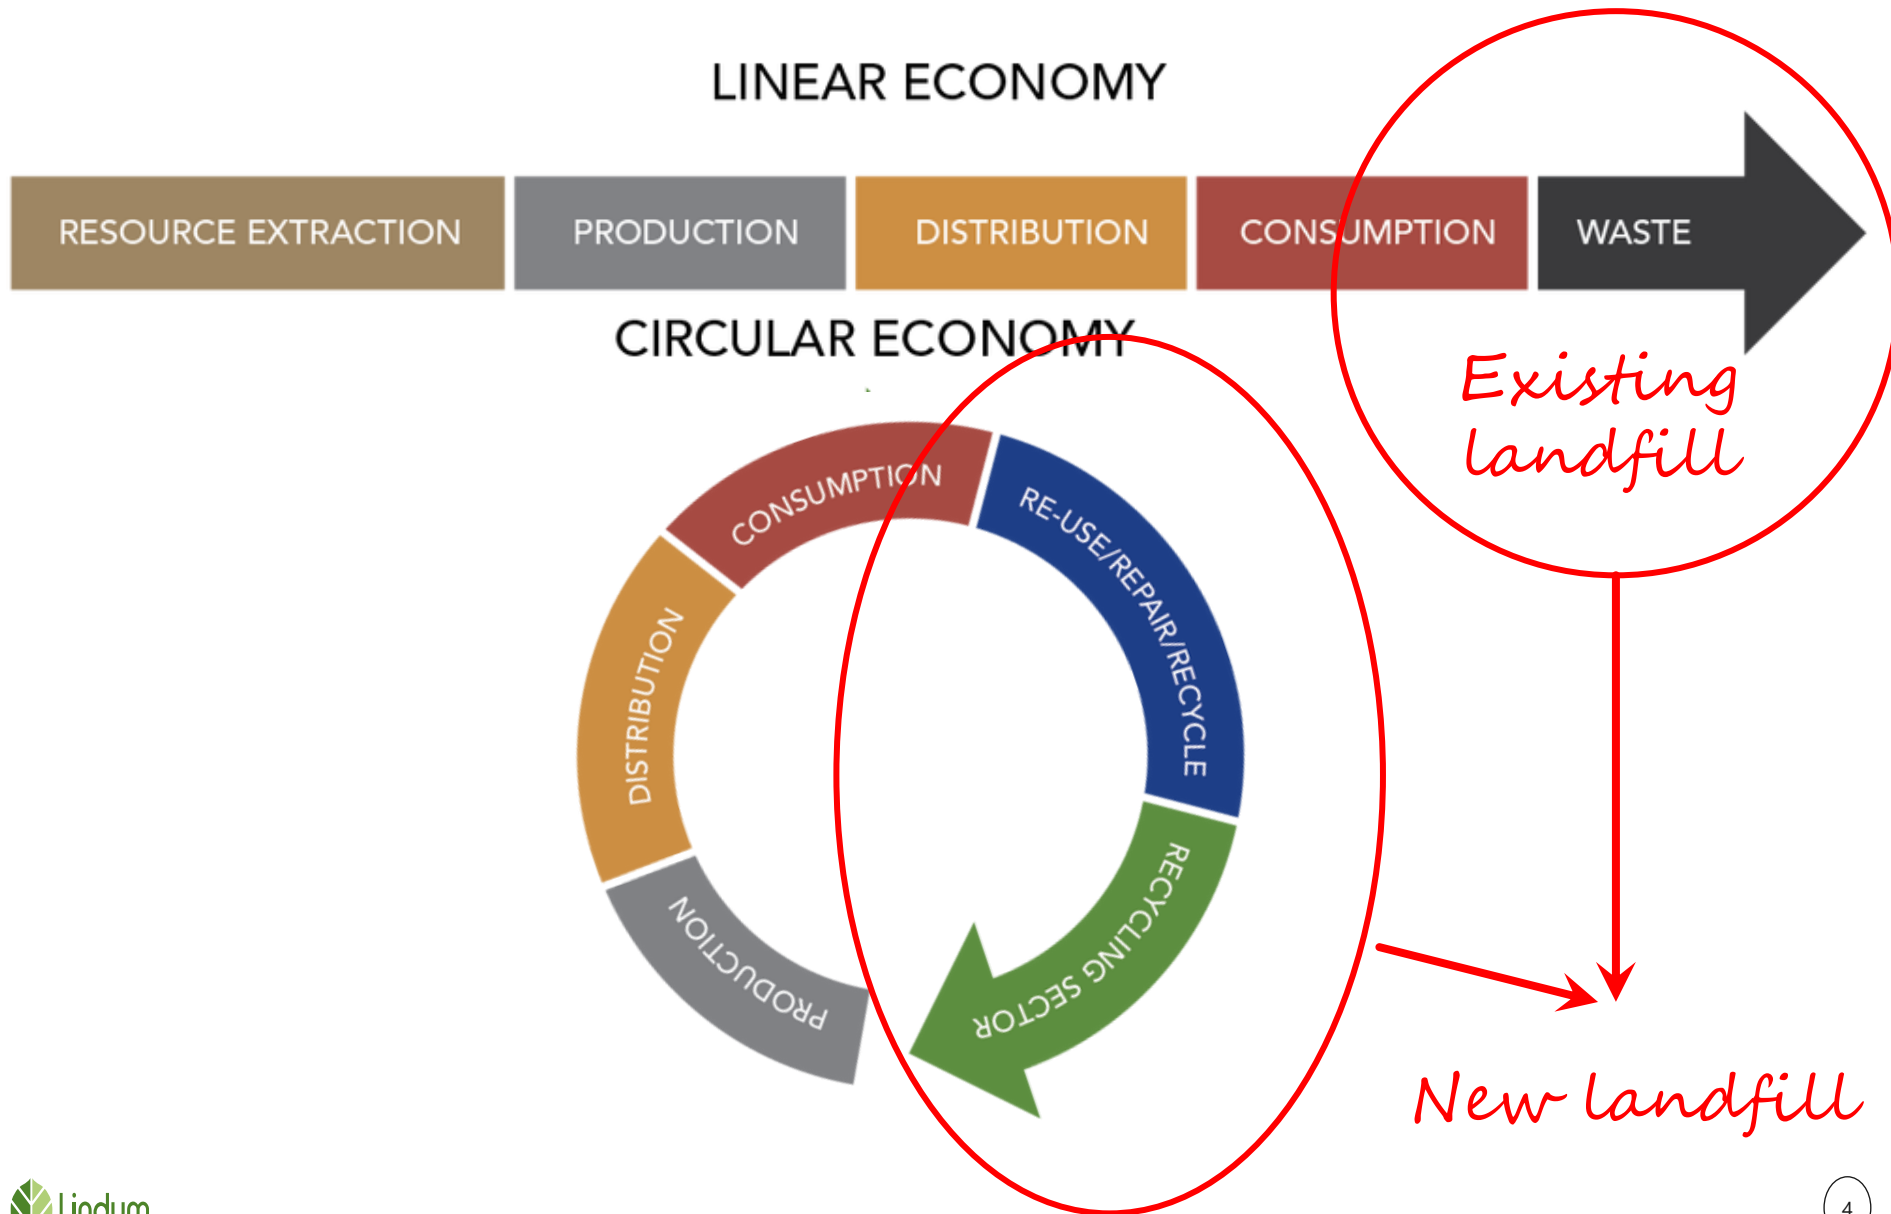 LINEAR ECONOMY
RESOURCE EXTRACTION
PRODUCTION
DISTRIBUTION
CONSUMPTION
WASTE
CIRCULAR ECONOMY
Existing
landfill
CONSUMPTION
RE-USE/REPAIR/RECYCLE
DISTRIBUTION
RECYCLING SECTOR
PRODUCTION
New landfill
Lindum
4